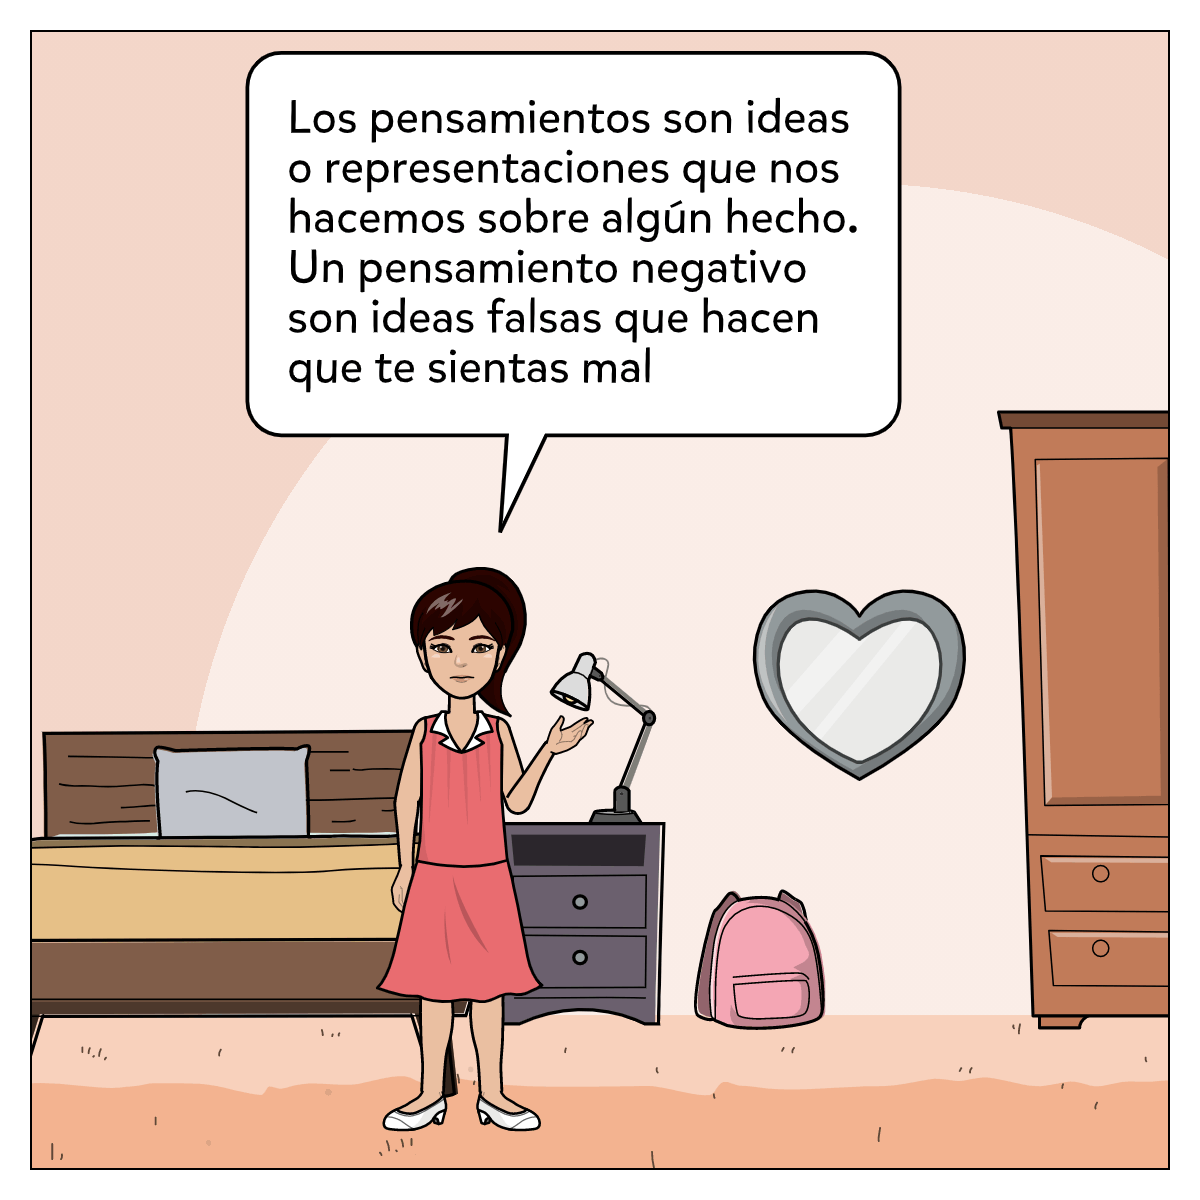 Los pensamientos son ideas
o representaciones que nos
hacemos sobre algún hecho.
Un pensamiento negativo
son ideas falsas que hacen
que te sientas mal